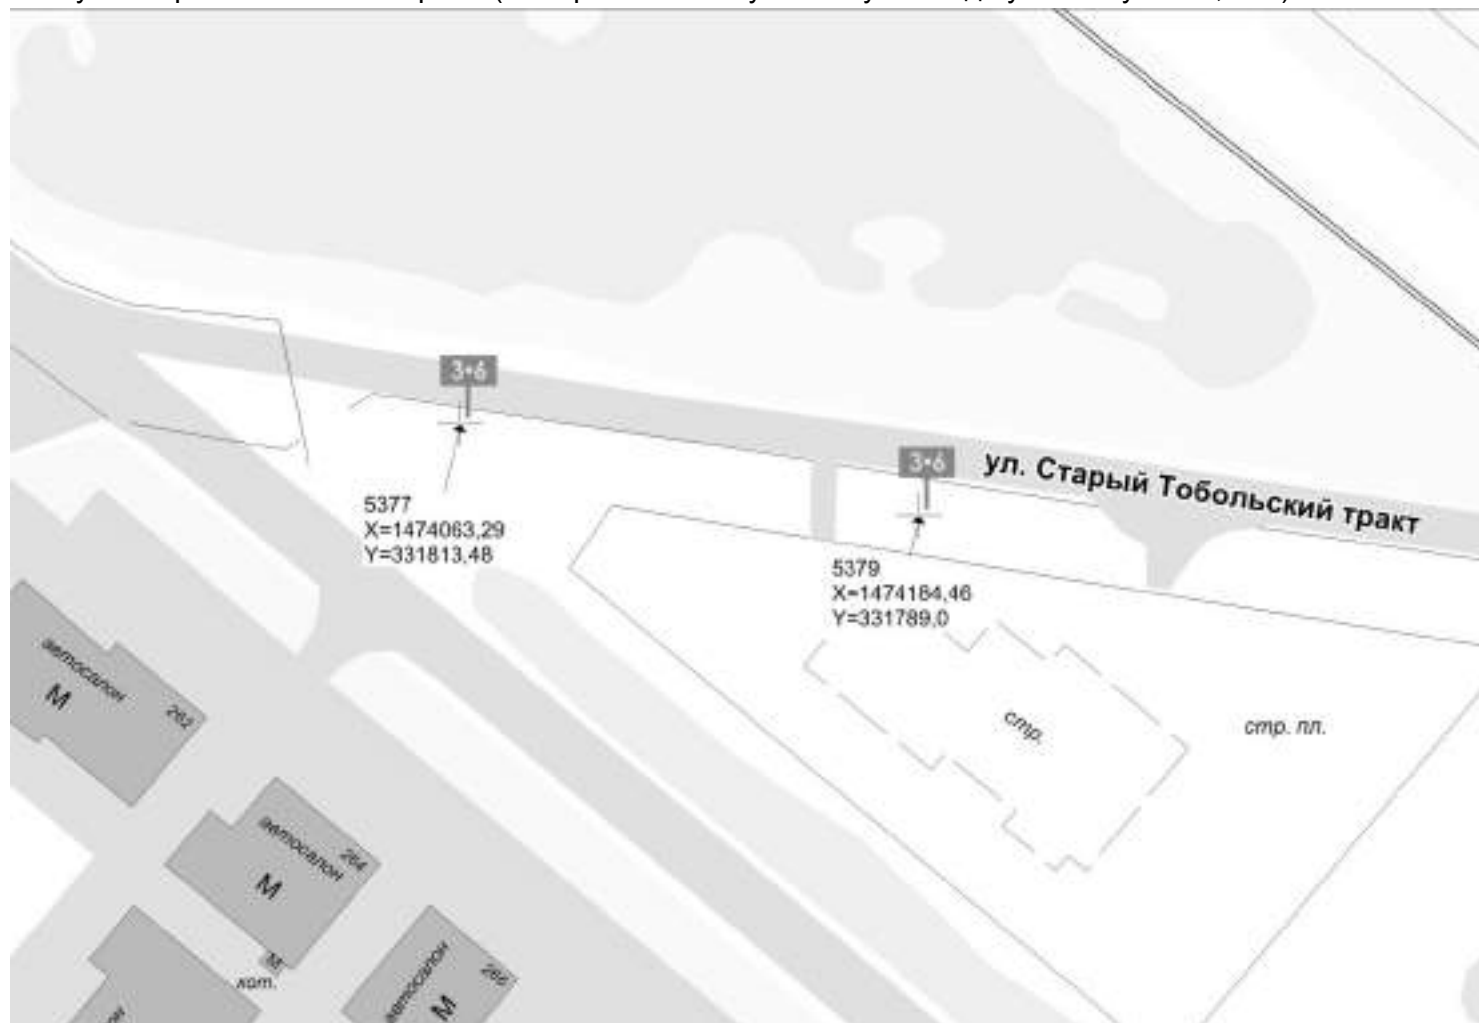 3•6
3•6
ул. Старый Тобольский тракт
5377
X=1474063,29
Y=331813,48
5379
X=1474184,46
Y=331789,0
автосалон
М
262
стр.
стр. пл.
автосалон
264
М
М
кот.
автосалон
266
М